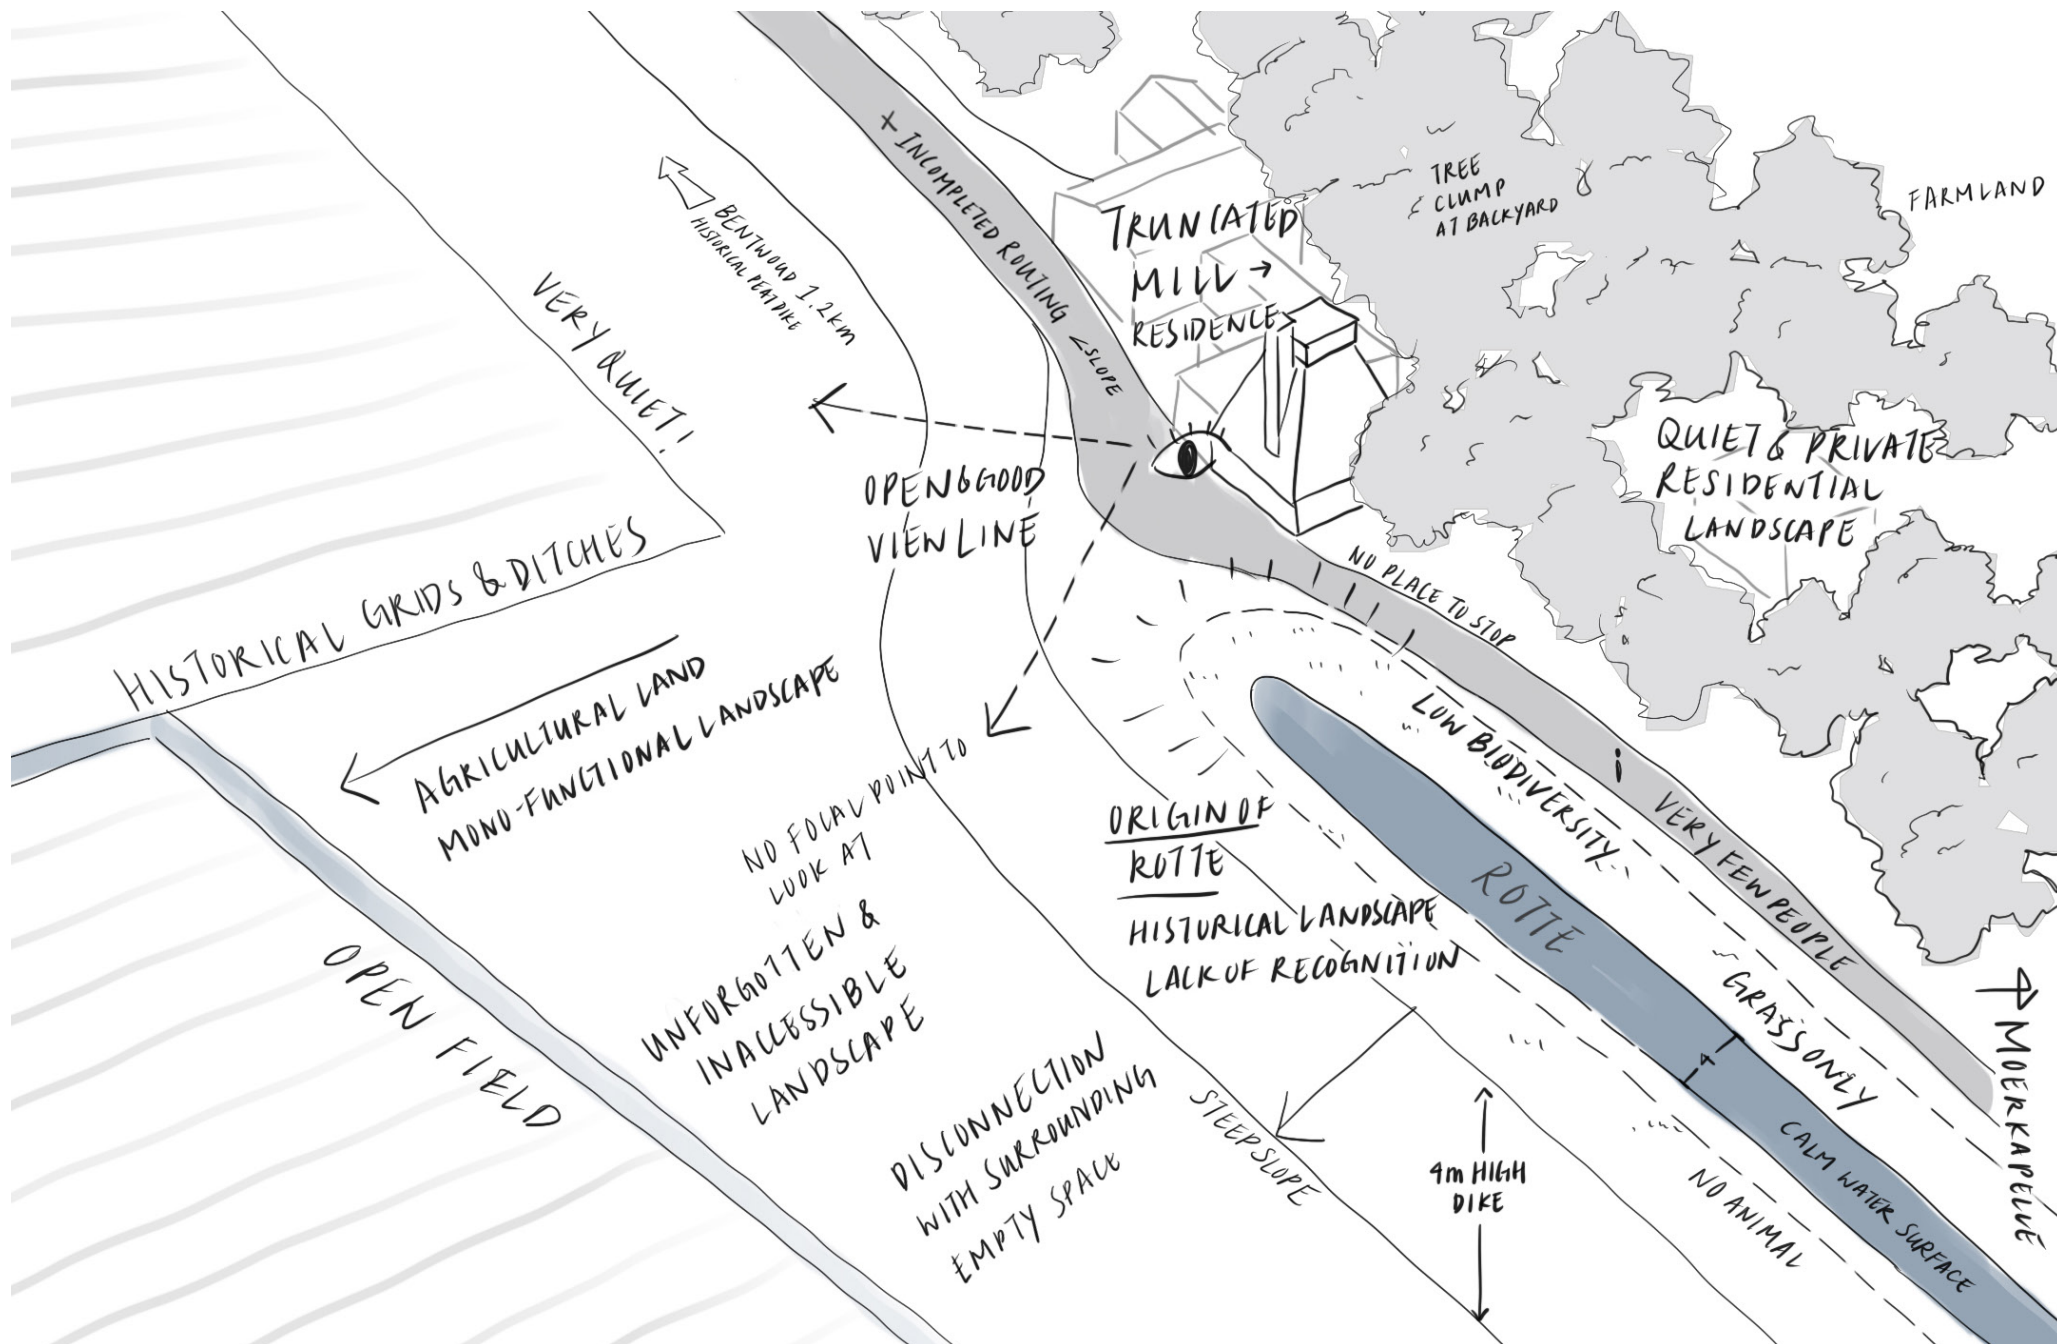 + INCOMPLETED ROUTING
<SLOPE
BENTWOUD 1.2km
HISTORICAL PEATDIKE
VERY QUIET!
TRUNCATED
MILL →
RESIDENCE
TREE
CLUMP
AT BACKYARD
FARMLAND
QUIET & PRIVATE
RESIDENTIAL
LANDSCAPE
OPEN & GOOD
VIEW LINE
NO PLACE TO STOP
HISTORICAL GRIDS & DITCHES
AGRICULTURAL LAND
MONO-FUNCTIONAL LANDSCAPE
NO FOCAL POINT TO
LOOK AT
UNFORGOTTEN &
INACCESSIBLE
LANDSCAPE
OPEN FIELD
DISCONNECTION
WITH SURROUNDING
EMPTY SPACE
ORIGIN OF
ROTTE
HISTORICAL LANDSCAPE
LACK OF RECOGNITION
LOW BIODIVERSITY
VERY FEW PEOPLE
ROTTE
GRASS ONLY
CALM WATER SURFACE
NO ANIMAL
STEEP SLOPE
4m HIGH
DIKE
MOERKAPELLE